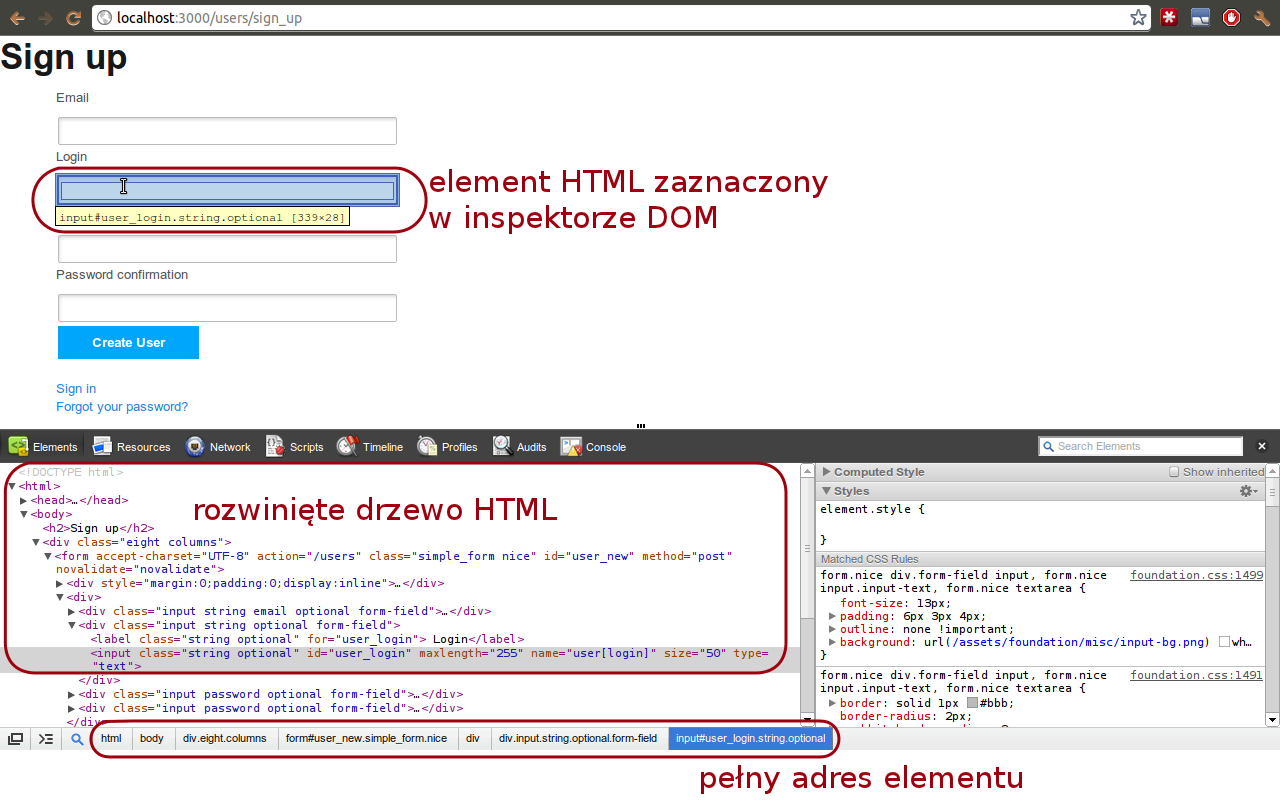 localhost:3000/users/sign_up
Sign up
Email
Login
input#user_login.string.optional [339×28]
element HTML zaznaczony
w inspektorze DOM
Password confirmation
Create User
Sign in
Forgot your password?
Elements Resources Network Scripts Timeline Profiles Audits Console Search Elements
<!DOCTYPE html>
<html>
<head>…</head>
<body>
<h2>Sign up</h2>
<div class="eight columns">
<form accept-charset="UTF-8" action="/users" class="simple_form nice" id="user_new" method="post"
novalidate="novalidate">
<div style="margin:0;padding:0;display:inline">…</div>
<div>
<div class="input string email optional form-field">…</div>
<div class="input string optional form-field">
<label class="string optional" for="user_login"> Login</label>
<input class="string optional" id="user_login" maxlength="255" name="user[login]" size="50" type=
"text">
</div>
<div class="input password optional form-field">…</div>
<div class="input password optional form-field">…</div>
</div>
rozwinięte drzewo HTML
Computed Style Show inherited
Styles
element.style {
}
Matched CSS Rules
form.nice div.form-field input, form.nice foundation.css:1499
input.input-text, form.nice textarea {
font-size: 13px;
padding: 6px 3px 4px;
outline: none !important;
background: url(/assets/foundation/misc/input-bg.png) wh…
}
form.nice div.form-field input, form.nice foundation.css:1491
input.input-text, form.nice textarea {
border: solid 1px #bbb;
border-radius: 2px;
html body div.eight.columns form#user_new.simple_form.nice div div.input.string.optional.form-field input#user_login.string.optional
pełny adres elementu